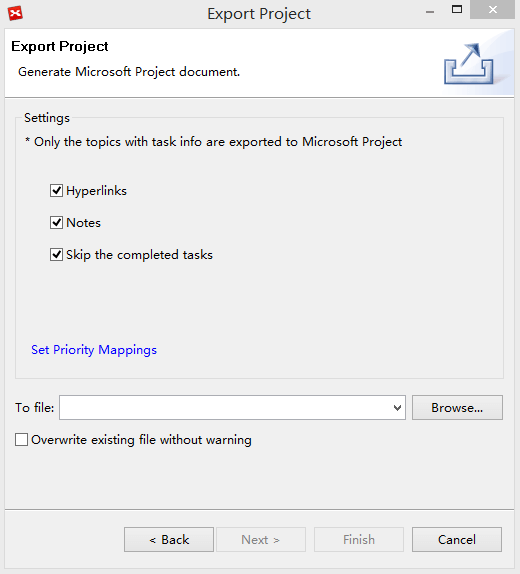 Export Project
Export Project
Generate Microsoft Project document.
Settings
* Only the topics with task info are exported to Microsoft Project
Hyperlinks
Notes
Skip the completed tasks
Set Priority Mappings
To file:
Browse...
Overwrite existing file without warning
< Back
Next >
Finish
Cancel